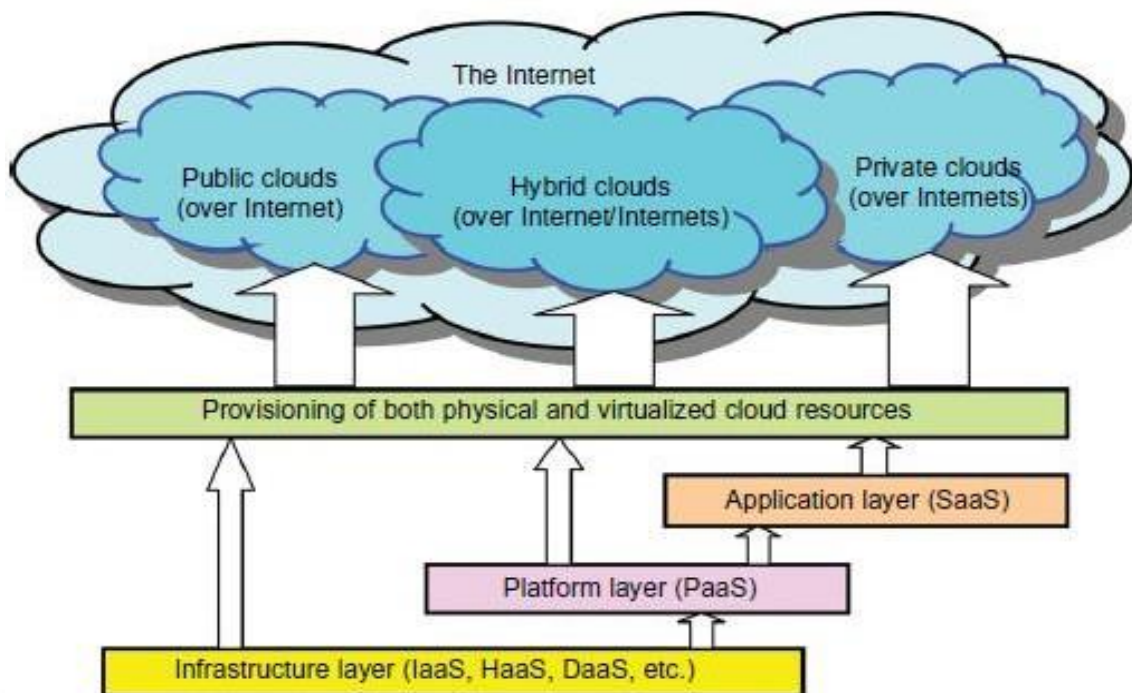 The Internet
Public clouds
(over Internet)
Hybrid clouds
(over Internet/Internets)
Private clouds
(over Internets)
Provisioning of both physical and virtualized cloud resources
Application layer (SaaS)
Platform layer (PaaS)
Infrastructure layer (IaaS, HaaS, DaaS, etc.)